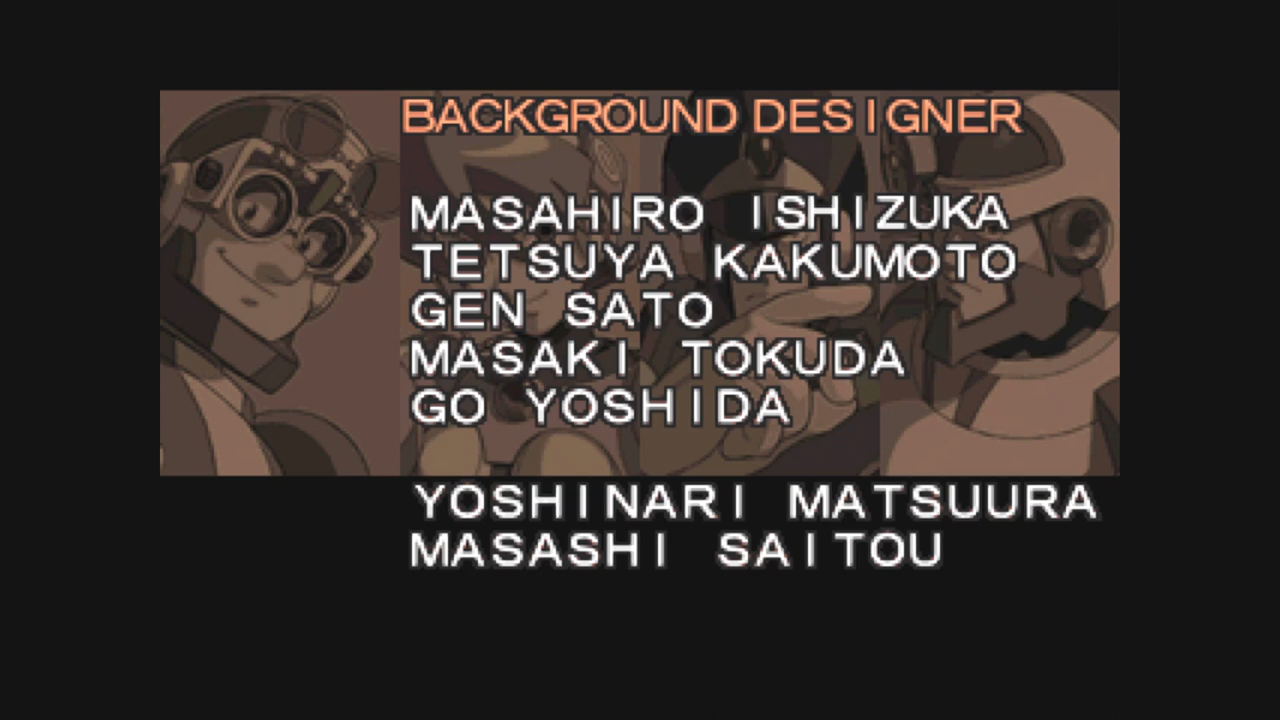 BACKGROUND DESIGNER
MASAHIRO ISHIZUKA
TETSUYA KAKUMOTO
GEN SATO
MASAKI TOKUDA
GO YOSHIDA
YOSHINARI MATSUURA
MASASHI SAITOU